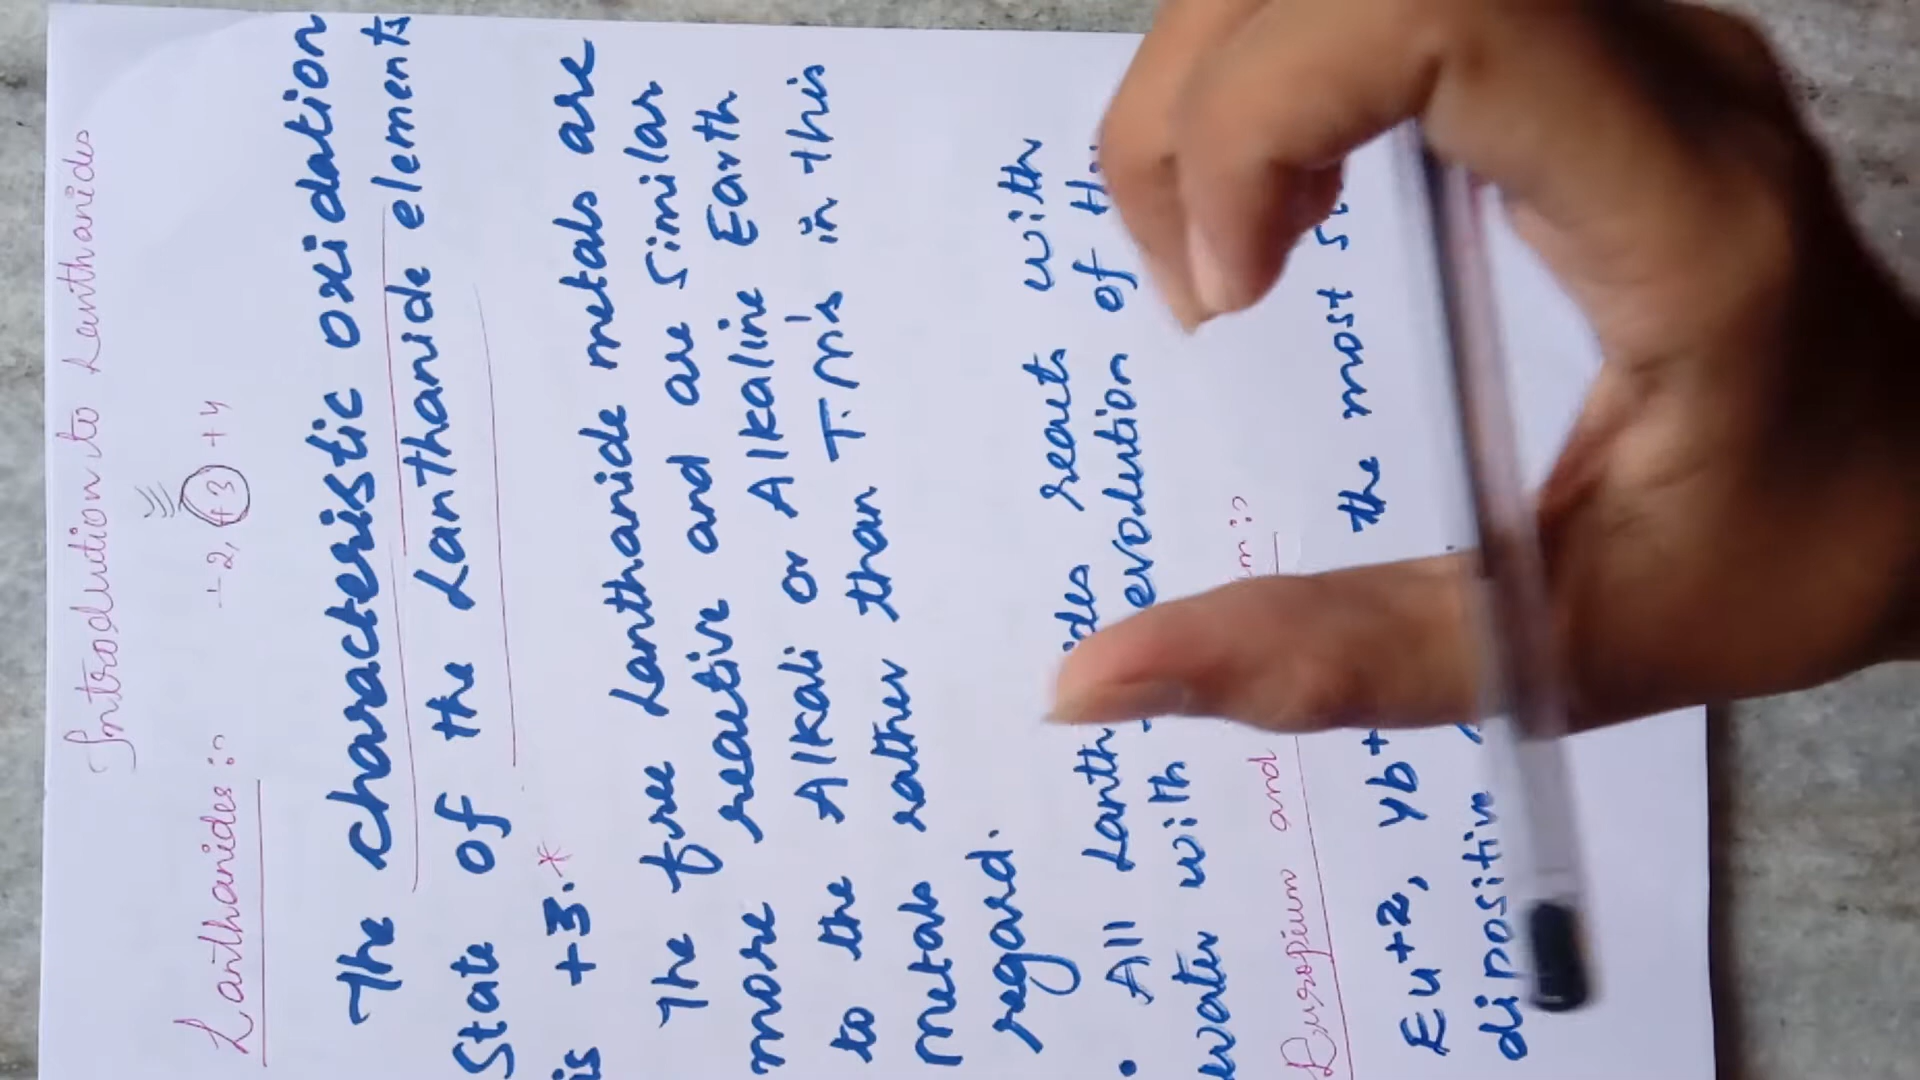 Introdution to Lanthanides
Lanthanides :-
+2, +3 +4
The characteristic oxidation
State of the Lanthanide elements
is +3.*
The free Lanthanide metals are
more reactive and are similar
to the Alkali or Alkaline Earth
metals rather than T.M's in this
regard.
• All Lanth ides reacts with
water with evolution of H
Europium and
Eu+2, yb+ the most
dipositive